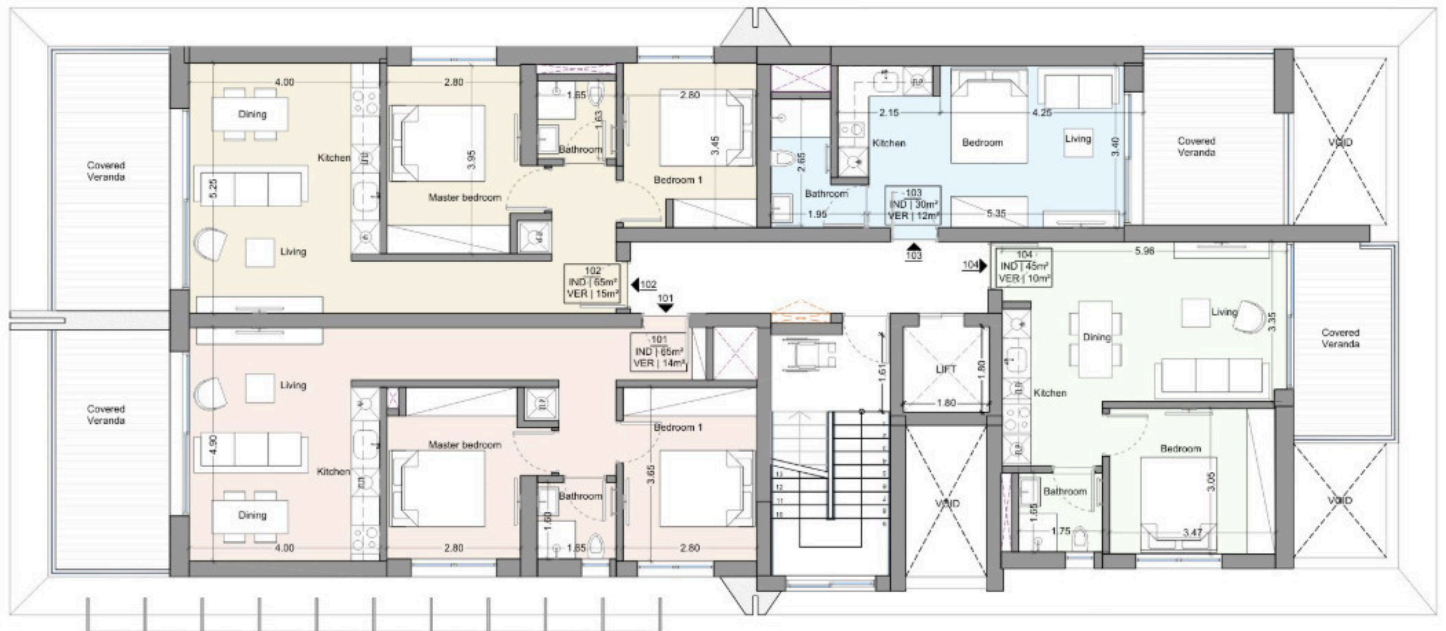 4.00
Dining
Kitchen
5.25
Living
Covered
Veranda
2.80
3.95
Master bedroom
1.65
1.63
Bathroom
2.80
3.45
Bedroom 1
102
IND | 65m²
VER | 15m²
102
101
2.65
Bathroom
1.95
2.15
Kitchen
Bedroom
4.25
Living
3.40
5.35
103
IND | 30m²
VER | 12m²
103
Covered
Veranda
VOID
104
104
IND | 45m²
VER | 10m²
5.96
Living
3.35
Dining
Kitchen
Covered
Veranda
Bedroom
3.05
3.47
Bathroom
1.65
1.75
VOID
101
IND | 65m²
VER | 14m²
Living
Covered
Veranda
4.90
Kitchen
Dining
4.00
Master bedroom
2.80
Bathroom
1.60
1.65
Bedroom 1
3.65
2.80
1.61
LIFT
1.80
1.80
VOID